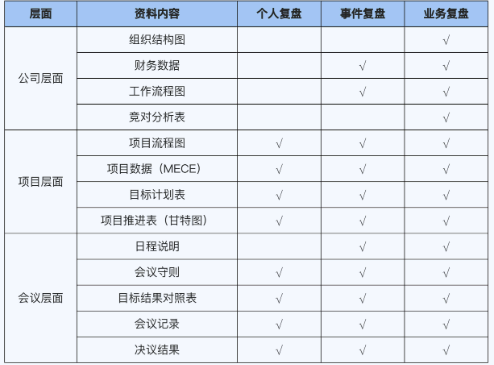 层面 资料内容 个人复盘 事件复盘 业务复盘
公司层面
组织结构图 √
财务数据 √ √
工作流程图 √ √
竞对分析表 √
项目层面
项目流程图 √ √ √
项目数据（MECE） √ √ √
目标计划表 √ √ √
项目推进表（甘特图） √ √ √
会议层面
日程说明 √ √
会议守则 √ √ √
目标结果对照表 √ √ √
会议记录 √ √ √
决议结果 √ √ √